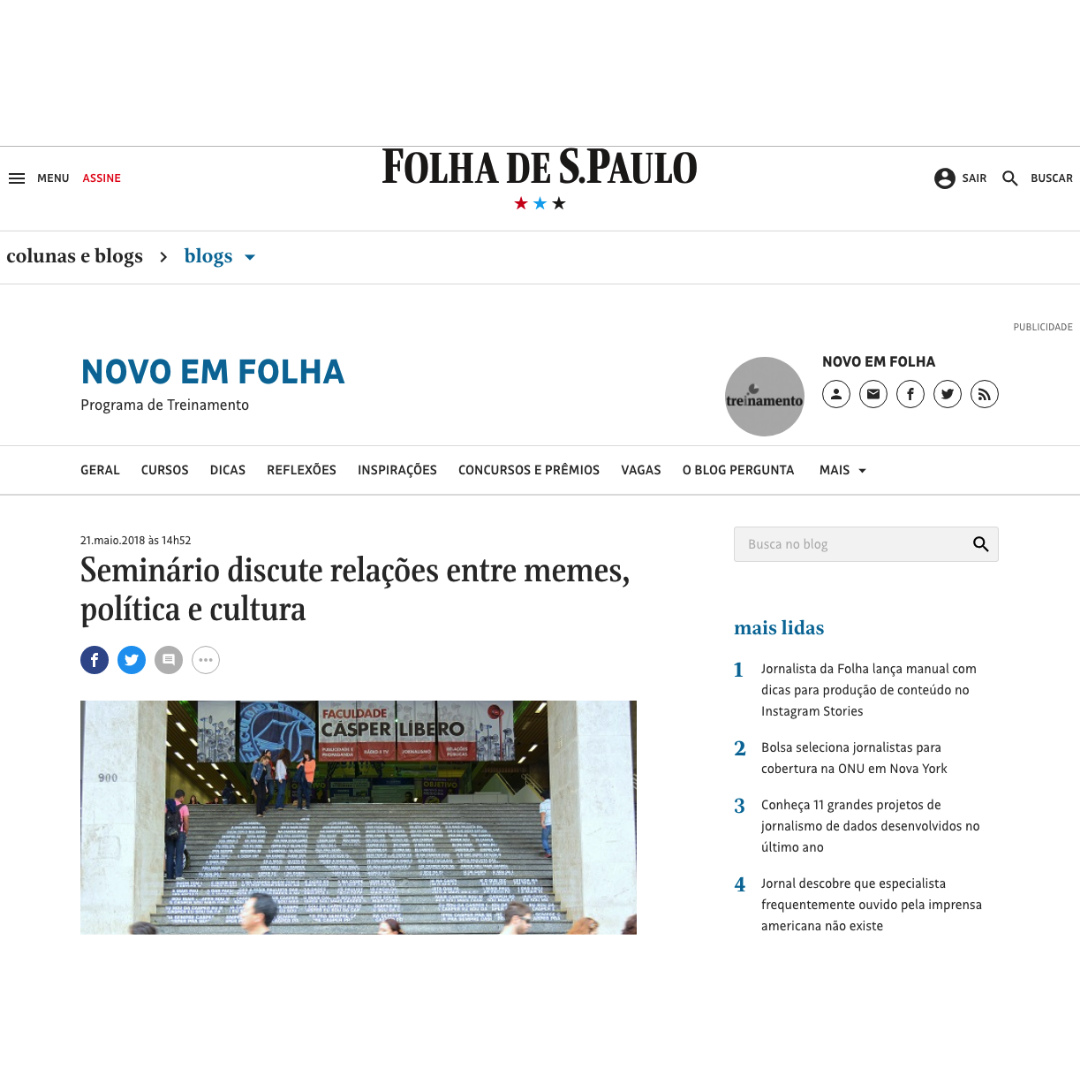 MENU ASSINE
FOLHA DE S.PAULO
SAIR BUSCAR
colunas e blogs > blogs
PUBLICIDADE
NOVO EM FOLHA
Programa de Treinamento
treinamento
NOVO EM FOLHA
GERAL CURSOS DICAS REFLEXÕES INSPIRAÇÕES CONCURSOS E PRÊMIOS VAGAS O BLOG PERGUNTA MAIS
21.maio.2018 às 14h52
Seminário discute relações entre memes,
política e cultura
FACULDADE
CÁSPER LÍBERO
RÁDIO E TV JORNALISMO
OBJETIVO
900
CÁSPER
Busca no blog
mais lidas
1 Jornalista da Folha lança manual com
dicas para produção de conteúdo no
Instagram Stories
2 Bolsa seleciona jornalistas para
cobertura na ONU em Nova York
3 Conheça 11 grandes projetos de
jornalismo de dados desenvolvidos no
último ano
4 Jornal descobre que especialista
frequentemente ouvido pela imprensa
americana não existe